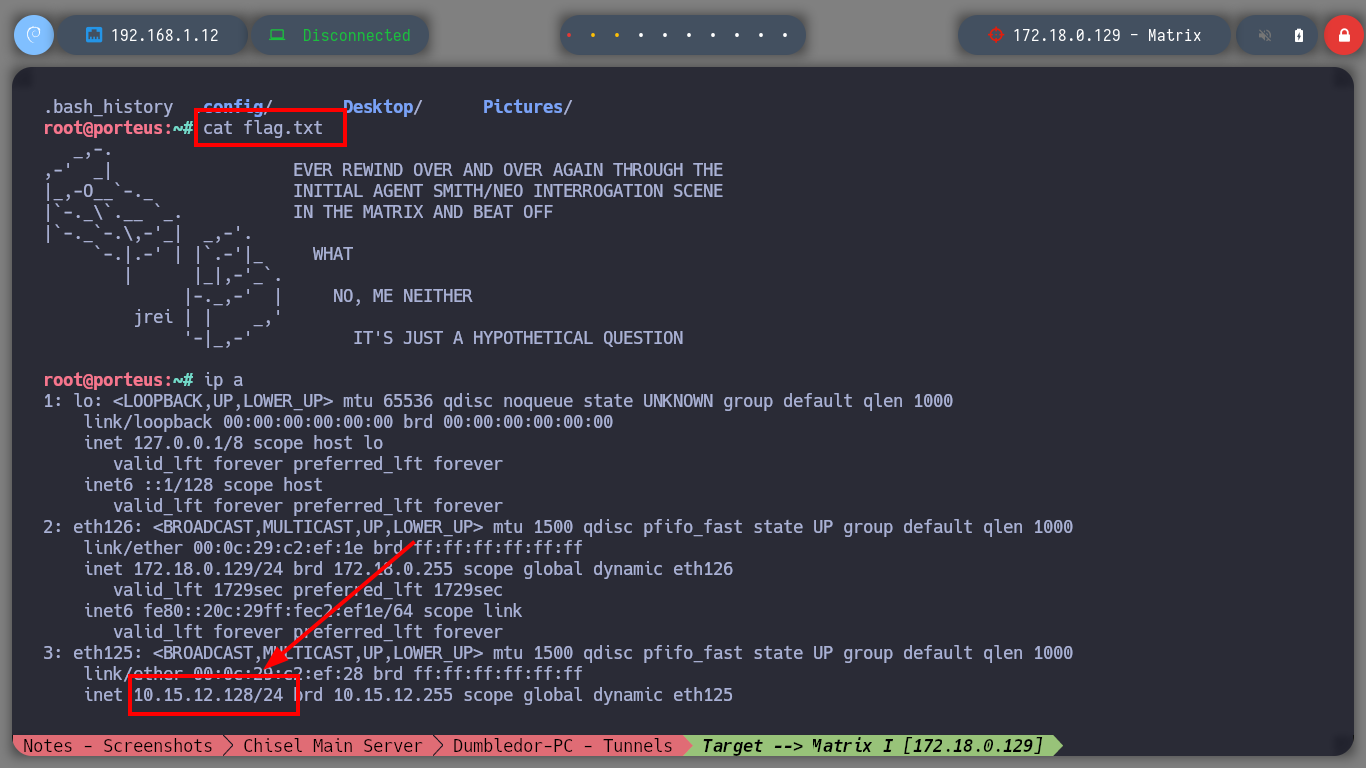 192.168.1.12 Disconnected 172.18.0.129 - Matrix
.bash_history .config/ Desktop/ Pictures/
root@porteus:~# cat flag.txt
   _,-.
,-'  _|                  EVER REWIND OVER AND OVER AGAIN THROUGH THE
|_,-O__`-._              INITIAL AGENT SMITH/NEO INTERROGATION SCENE
|`-._\`.__ `_.           IN THE MATRIX AND BEAT OFF
|`-._`-.\,-'_|  _,-'.
     `-.|.-' | |`.-'|_     WHAT
        |      |_|,-'_`.
              |-._,-'  |     NO, ME NEITHER
         jrei | |    _,'
              '-|_,-'          IT'S JUST A HYPOTHETICAL QUESTION
root@porteus:~# ip a
1: lo: <LOOPBACK,UP,LOWER_UP> mtu 65536 qdisc noqueue state UNKNOWN group default qlen 1000
    link/loopback 00:00:00:00:00:00 brd 00:00:00:00:00:00
    inet 127.0.0.1/8 scope host lo
       valid_lft forever preferred_lft forever
    inet6 ::1/128 scope host
       valid_lft forever preferred_lft forever
2: eth126: <BROADCAST,MULTICAST,UP,LOWER_UP> mtu 1500 qdisc pfifo_fast state UP group default qlen 1000
    link/ether 00:0c:29:c2:ef:1e brd ff:ff:ff:ff:ff:ff
    inet 172.18.0.129/24 brd 172.18.0.255 scope global dynamic eth126
       valid_lft 1729sec preferred_lft 1729sec
    inet6 fe80::20c:29ff:fec2:ef1e/64 scope link
       valid_lft forever preferred_lft forever
3: eth125: <BROADCAST,MULTICAST,UP,LOWER_UP> mtu 1500 qdisc pfifo_fast state UP group default qlen 1000
    link/ether 00:0c:29:c2:ef:28 brd ff:ff:ff:ff:ff:ff
    inet 10.15.12.128/24 brd 10.15.12.255 scope global dynamic eth125
Notes - Screenshots Chisel Main Server Dumbledor-PC - Tunnels Target --> Matrix I [172.18.0.129]